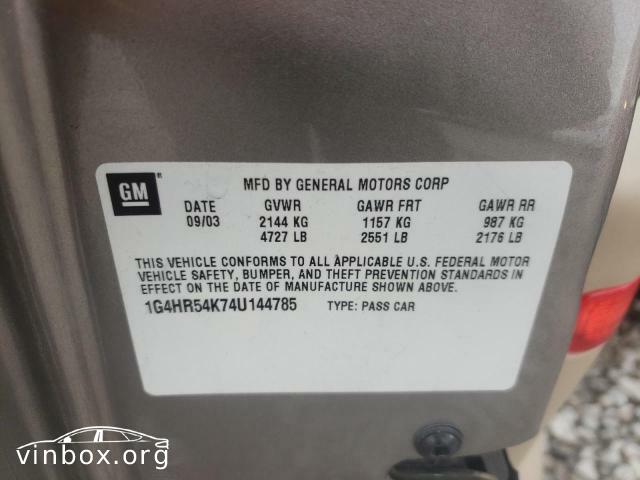 GM ®
MFD BY GENERAL MOTORS CORP
DATE GVWR GAWR FRT GAWR RR
09/03 2144 KG 1157 KG 987 KG
4727 LB 2551 LB 2176 LB
THIS VEHICLE CONFORMS TO ALL APPLICABLE U.S. FEDERAL MOTOR
VEHICLE SAFETY, BUMPER, AND THEFT PREVENTION STANDARDS IN
EFFECT ON THE DATE OF MANUFACTURE SHOWN ABOVE.
1G4HR54K74U144785 TYPE: PASS CAR
vinbox.org